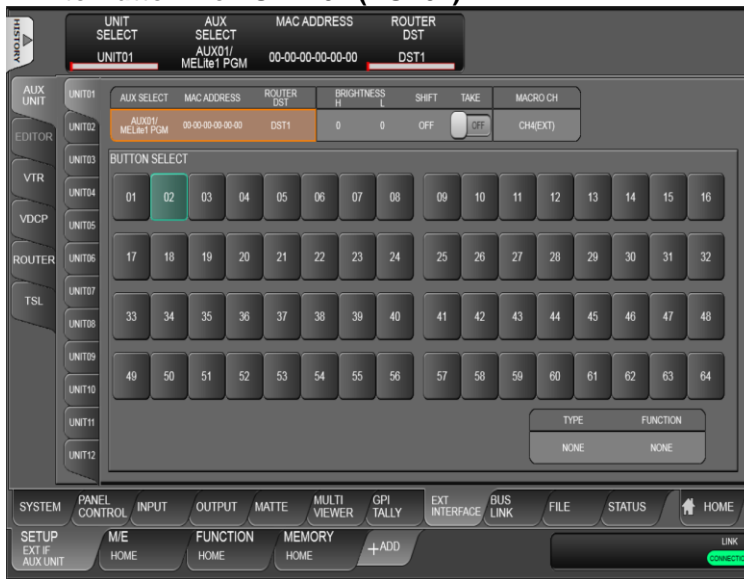 HISTORY
UNIT SELECT AUX SELECT MAC ADDRESS ROUTER DST
UNIT01 AUX01/ MELite1 PGM 00-00-00-00-00 DST1
AUX UNIT
EDITOR
VTR
VDCP
ROUTER
TSL
UNIT01
UNIT02
UNIT03
UNIT04
UNIT05
UNIT06
UNIT07
UNIT08
UNIT09
UNIT10
UNIT11
UNIT12
AUX SELECT MAC ADDRESS ROUTER DST BRIGHTNESS H L SHIFT TAKE MACRO CH
AUX01/ MELite1 PGM 00-00-00-00-00 DST1 0 0 OFF OFF CH4(EXT)
BUTTON SELECT
01 02 03 04 05 06 07 08 09 10 11 12 13 14 15 16
17 18 19 20 21 22 23 24 25 26 27 28 29 30 31 32
33 34 35 36 37 38 39 40 41 42 43 44 45 46 47 48
49 50 51 52 53 54 55 56 57 58 59 60 61 62 63 64
TYPE FUNCTION
NONE NONE
SYSTEM PANEL CONTROL INPUT OUTPUT MATTE MULTI VIEWER GPI TALLY EXT INTERFACE BUS LINK FILE STATUS HOME
SETUP EXT IF AUX UNIT
M/E HOME
FUNCTION HOME
MEMORY HOME
+ADD
LINK